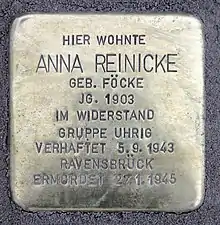 HIER WOHNTE
ANNA REINICKE
GEB. FÖCKE
JG. 1903
IM WIDERSTAND
GRUPPE UHRIG
VERHAFTET 5.9.1943
RAVENSBRÜCK
ERMORDET 27.1.1945